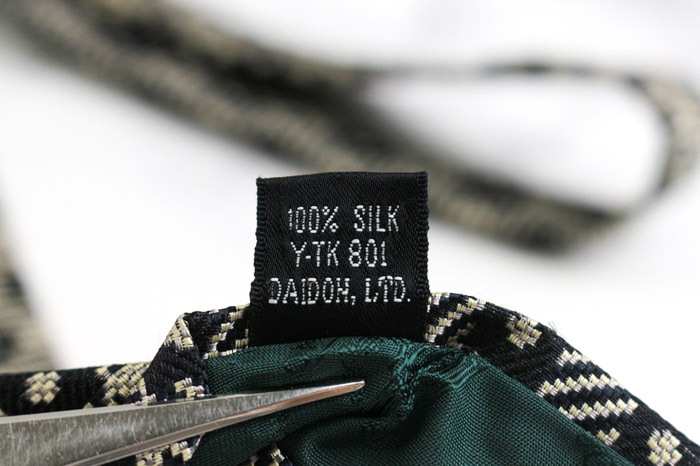 100% SILK
Y-TK 801
DAIDOH, LTD.